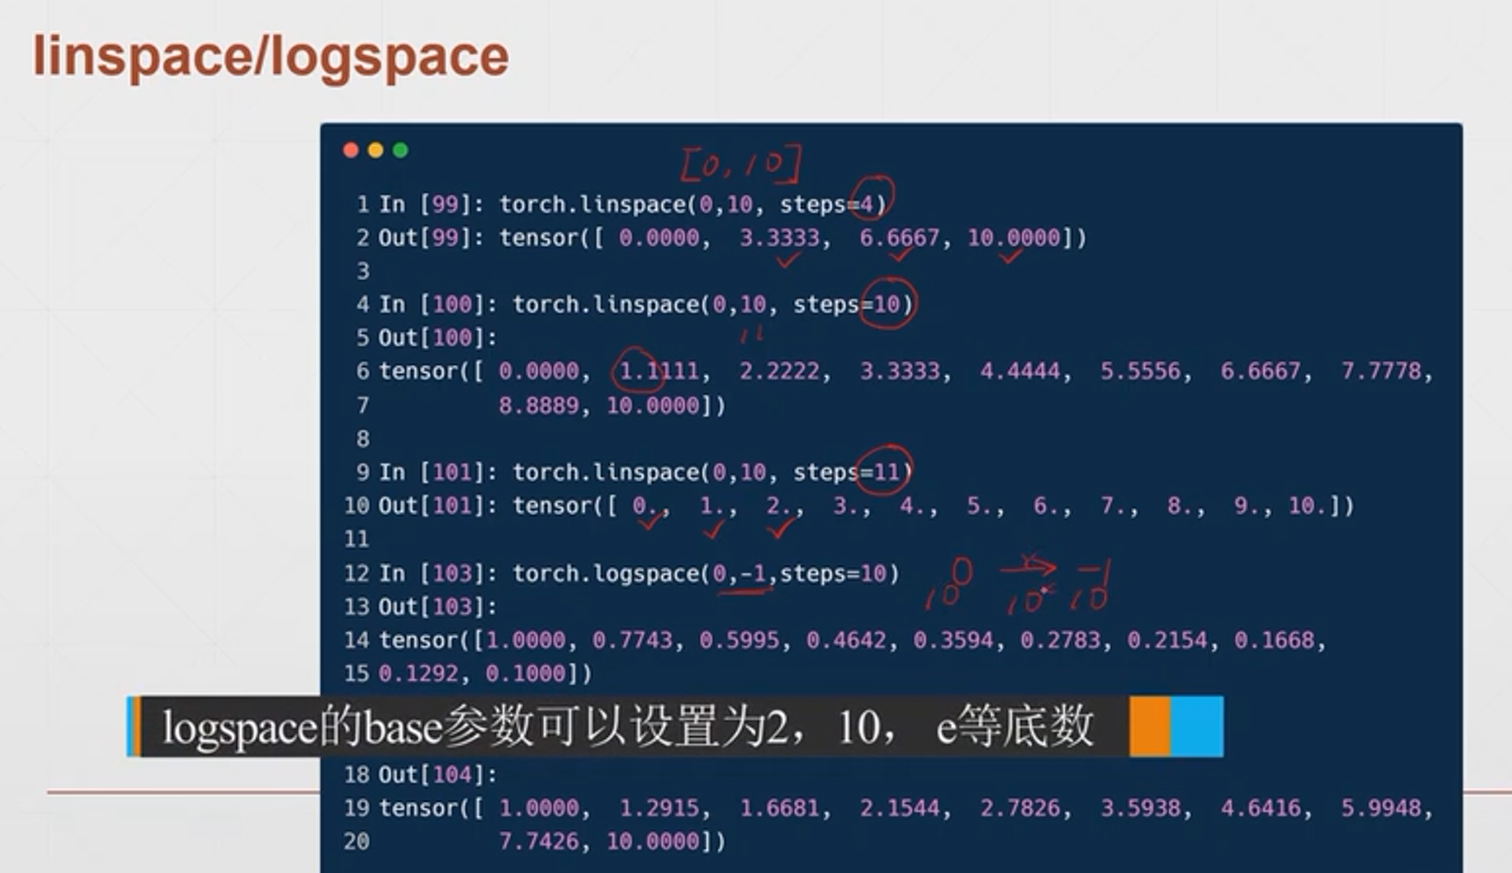 linspace/logspace
[0,10]
1 In [99]: torch.linspace(0,10, steps=4)
2 Out[99]: tensor([ 0.0000,  3.3333,  6.6667, 10.0000])
3
4 In [100]: torch.linspace(0,10, steps=10)
5 Out[100]:
11
6 tensor([ 0.0000,  1.1111,  2.2222,  3.3333,  4.4444,  5.5556,  6.6667,  7.7778,
7 8.8889, 10.0000])
8
9 In [101]: torch.linspace(0,10, steps=11)
10 Out[101]: tensor([ 0.,  1.,  2.,  3.,  4.,  5.,  6.,  7.,  8.,  9., 10.])
11
12 In [103]: torch.logspace(0,-1,steps=10)
0 → -1
10 10 10
13 Out[103]:
14 tensor([1.0000, 0.7743, 0.5995, 0.4642, 0.3594, 0.2783, 0.2154, 0.1668,
15 0.1292, 0.1000])
logspace的base参数可以设置为2，10， e等底数
18 Out[104]:
19 tensor([ 1.0000,  1.2915,  1.6681,  2.1544,  2.7826,  3.5938,  4.6416,  5.9948,
20 7.7426, 10.0000])